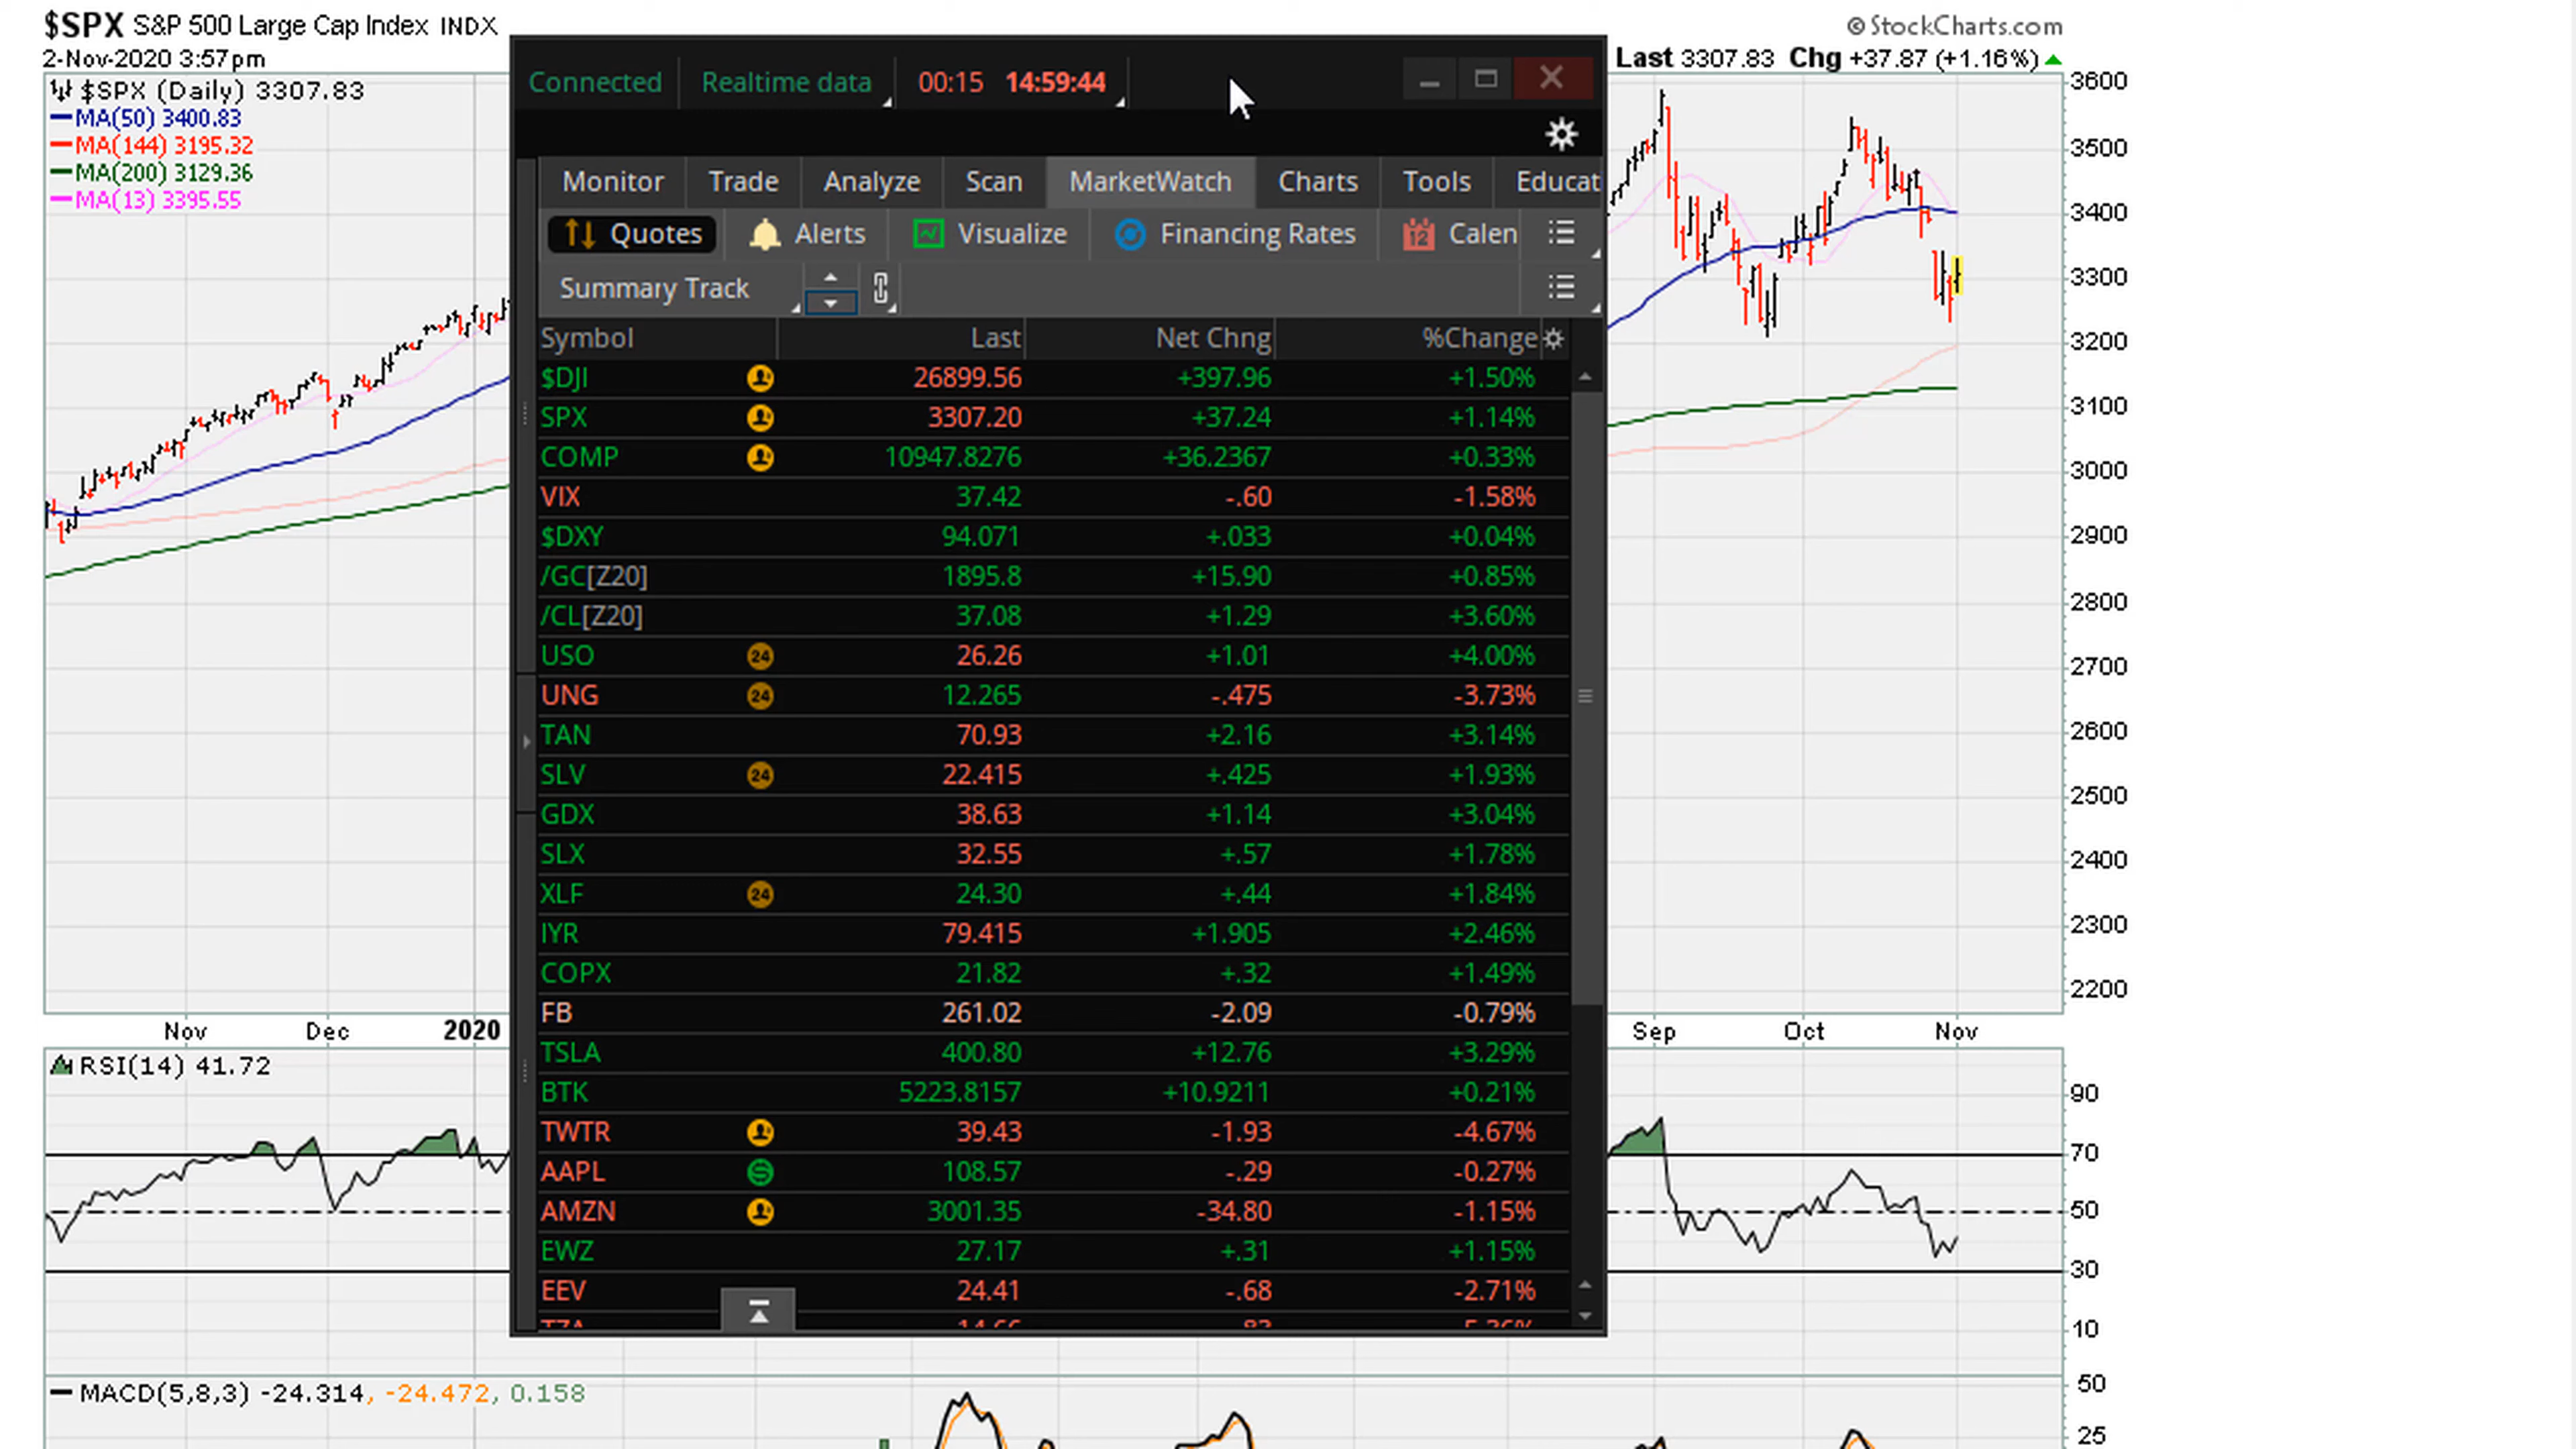 $SPX S&P 500 Large Cap Index INDX
© StockCharts.com
2-Nov-2020 3:57pm
Last 3307.83 Chg +37.87 (+1.16%)
$SPX (Daily) 3307.83
MA(50) 3400.83
MA(144) 3195.32
MA(200) 3129.36
MA(13) 3395.55
Connected Realtime data 00:15 14:59:44
Monitor Trade Analyze Scan MarketWatch Charts Tools Educat
Quotes Alerts Visualize Financing Rates 12 Calen
Summary Track
Symbol Last Net Chng %Change
$DJI 26899.56 +397.96 +1.50%
SPX 3307.20 +37.24 +1.14%
COMP 10947.8276 +36.2367 +0.33%
VIX 37.42 -.60 -1.58%
$DXY 94.071 +.033 +0.04%
/GC[Z20] 1895.8 +15.90 +0.85%
/CL[Z20] 37.08 +1.29 +3.60%
USO 24 26.26 +1.01 +4.00%
UNG 24 12.265 -.475 -3.73%
TAN 70.93 +2.16 +3.14%
SLV 24 22.415 +.425 +1.93%
GDX 38.63 +1.14 +3.04%
SLX 32.55 +.57 +1.78%
XLF 24 24.30 +.44 +1.84%
IYR 79.415 +1.905 +2.46%
COPX 21.82 +.32 +1.49%
FB 261.02 -2.09 -0.79%
TSLA 400.80 +12.76 +3.29%
BTK 5223.8157 +10.9211 +0.21%
TWTR 39.43 -1.93 -4.67%
AAPL 108.57 -.29 -0.27%
AMZN 3001.35 -34.80 -1.15%
EWZ 27.17 +.31 +1.15%
EEV 24.41 -.68 -2.71%
3600
3500
3400
3300
3200
3100
3000
2900
2800
2700
2600
2500
2400
2300
2200
Nov Dec 2020 Sep Oct Nov
RSI(14) 41.72
90
70
50
30
10
MACD(5,8,3) -24.314, -24.472, 0.158
50
25